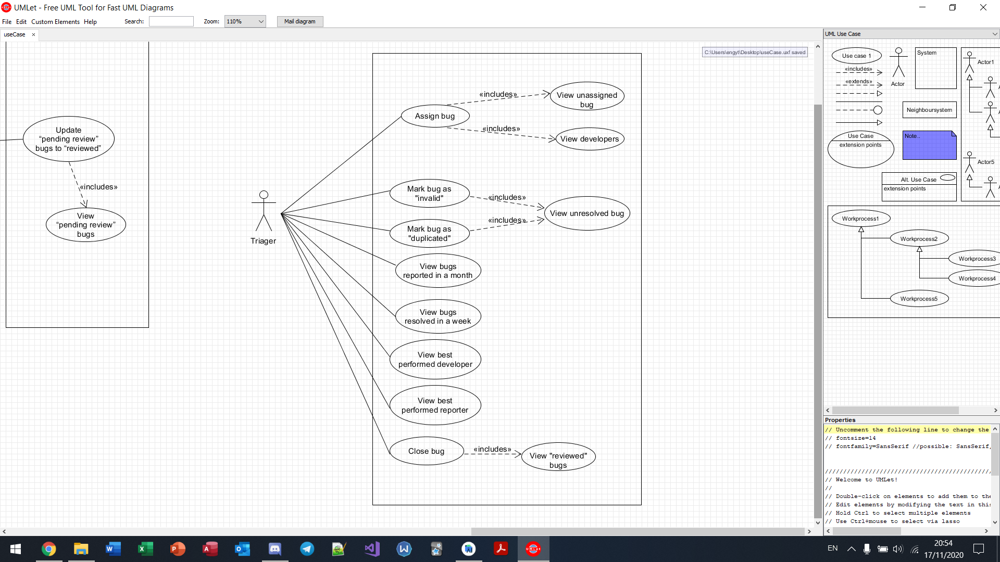 UMLet - Free UML Tool for Fast UML Diagrams
File Edit Custom Elements Help Search: Zoom: 110% Mail diagram
useCase
C:\Users\engyt\Desktop\useCase.uxf saved
Update
“pending review”
bugs to “reviewed”
«includes»
View
“pending review”
bugs
Triager
Assign bug
«includes»
View unassigned
bug
«includes»
View developers
Mark bug as
"invalid"
«includes»
View unresolved bug
Mark bug as
"duplicated"
«includes»
View bugs
reported in a month
View bugs
resolved in a week
View best
performed developer
View best
performed reporter
Close bug
«includes»
View "reviewed"
bugs
UML Use Case
Use case 1
«includes»
«extends»
Actor
System
Actor1
Neighboursystem
Use Case
extension points
Note..
Actor5
Alt. Use Case
extension points
Workprocess1
Workprocess2
Workprocess3
Workprocess4
Workprocess5
Properties
// Uncomment the following line to change the
// fontsize=14
// fontfamily=SansSerif //possible: SansSerif,
//////////////////////////////////////////////
// Welcome to UMLet!
//
// Double-click on elements to add them to the
// Edit elements by modifying the text in this
// Hold Ctrl to select multiple elements
// Use Ctrl+mouse to select via lasso
EN
20:54
17/11/2020